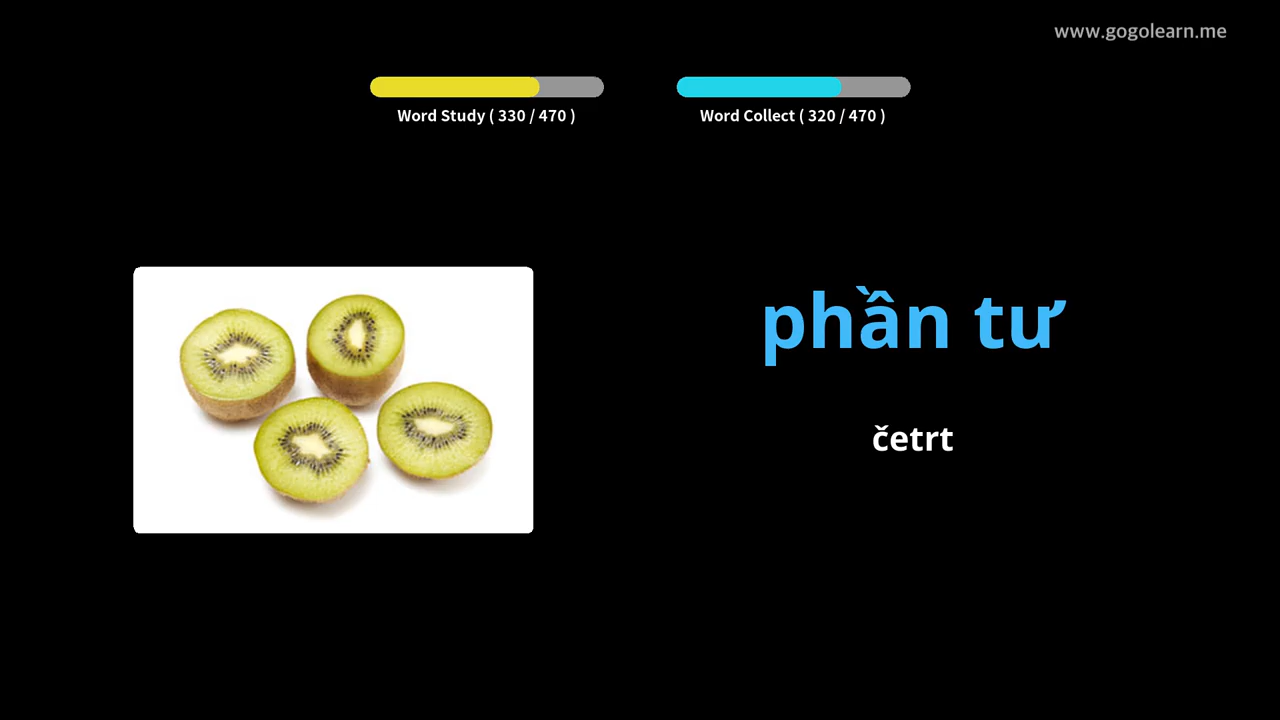 www.gogolearn.me
Word Study ( 330 / 470 )
Word Collect ( 320 / 470 )
phần tư
četrt